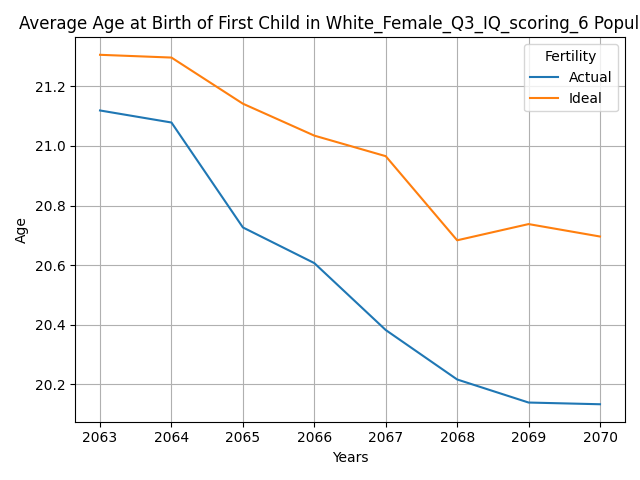 Average Age at Birth of First Child in White_Female_Q3_IQ_scoring_6 Popul
Fertility
Actual
Ideal
21.2
21.0
20.8
20.6
20.4
20.2
Age
2063 2064 2065 2066 2067 2068 2069 2070
Years